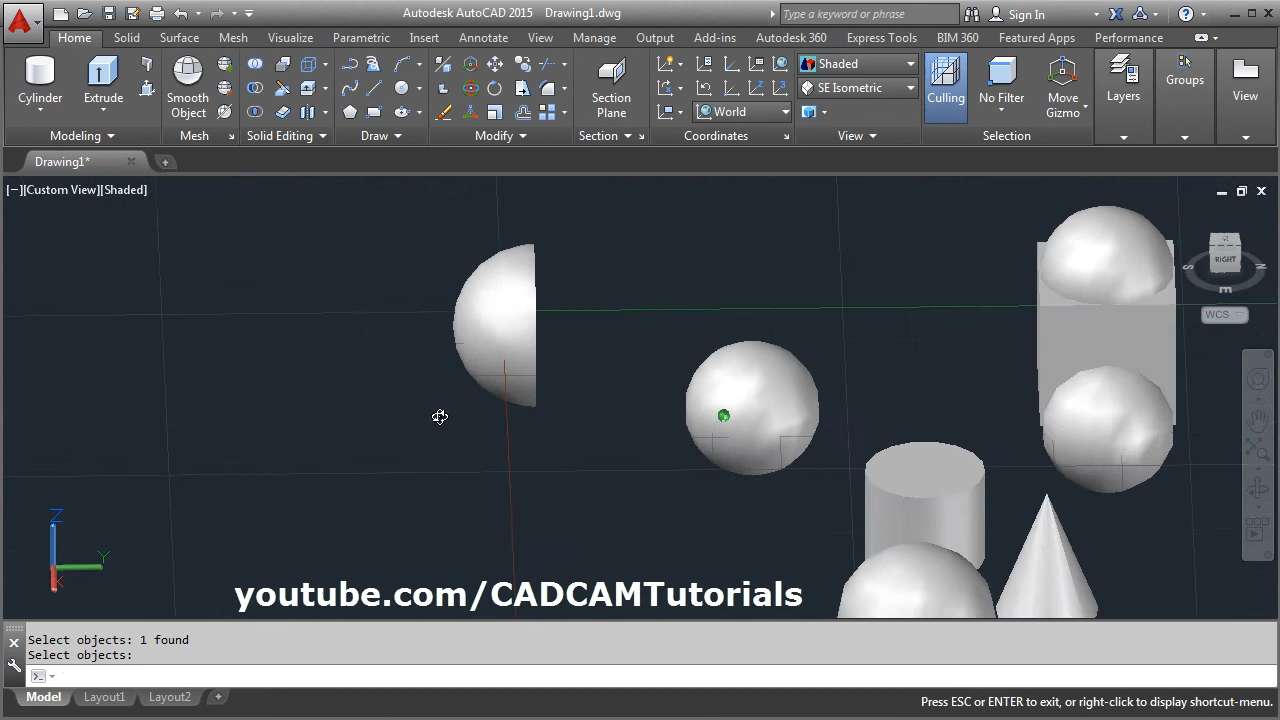 Autodesk AutoCAD 2015 Drawing1.dwg
Type a keyword or phrase
Sign In
Home Solid Surface Mesh Visualize Parametric Insert Annotate View Manage Output Add-ins Autodesk 360 Express Tools BIM 360 Featured Apps Performance
Shaded
SE Isometric
World
Cylinder Extrude Smooth Object Section Plane Culling No Filter Move Gizmo Layers Groups View
Modeling Mesh Solid Editing Draw Modify Section Coordinates View Selection
Drawing1*
[−][Custom View][Shaded]
RIGHT
S N
E
WCS
Z
Y
X
youtube.com/CADCAMTutorials
Select objects: 1 found
Select objects:
Model Layout1 Layout2
Press ESC or ENTER to exit, or right-click to display shortcut-menu.